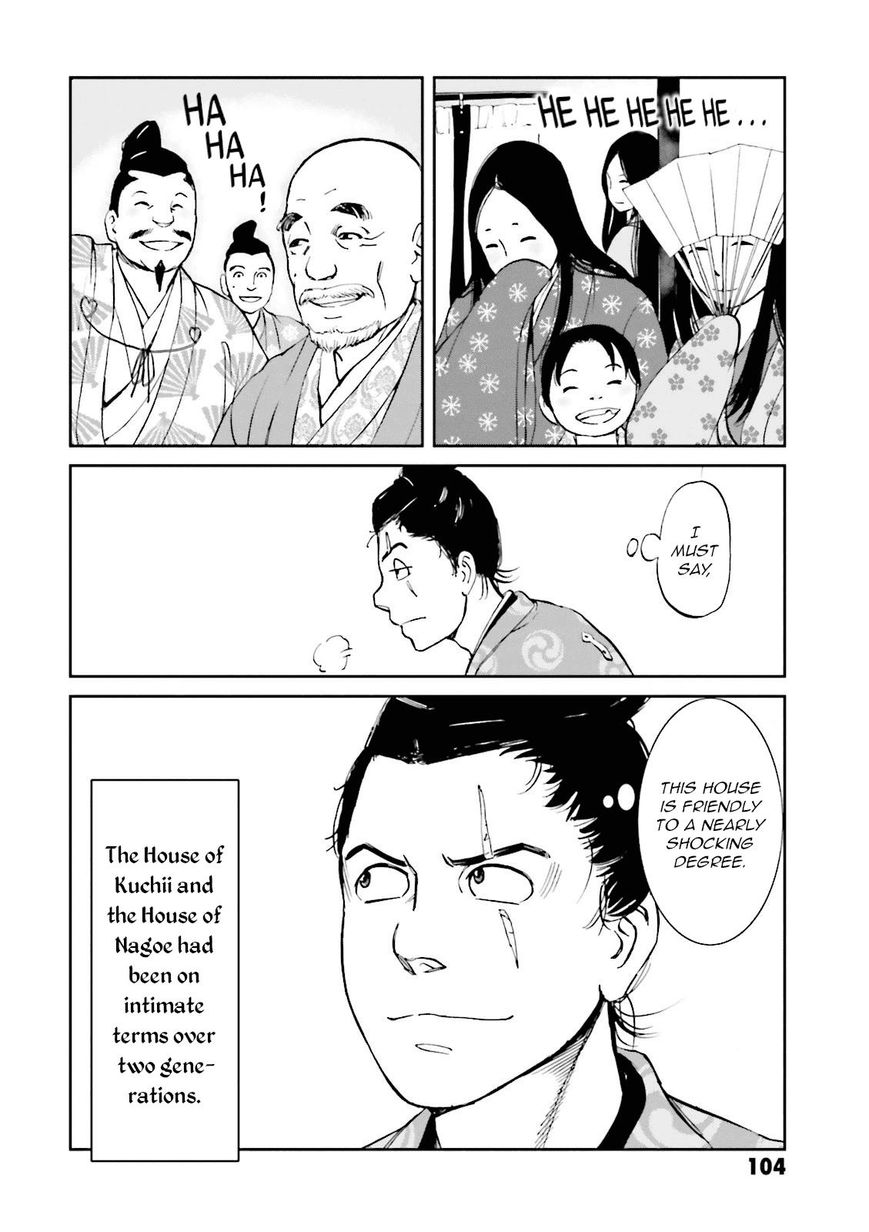 HE HE HE HE HE...
HA
HA
HA!
I
MUST
SAY,
THIS HOUSE
IS FRIENDLY
TO A NEARLY
SHOCKING
DEGREE.
The House of
Kuchii and
the House of
Nagoe had
been on
intimate
terms over
two gene-
rations.
104